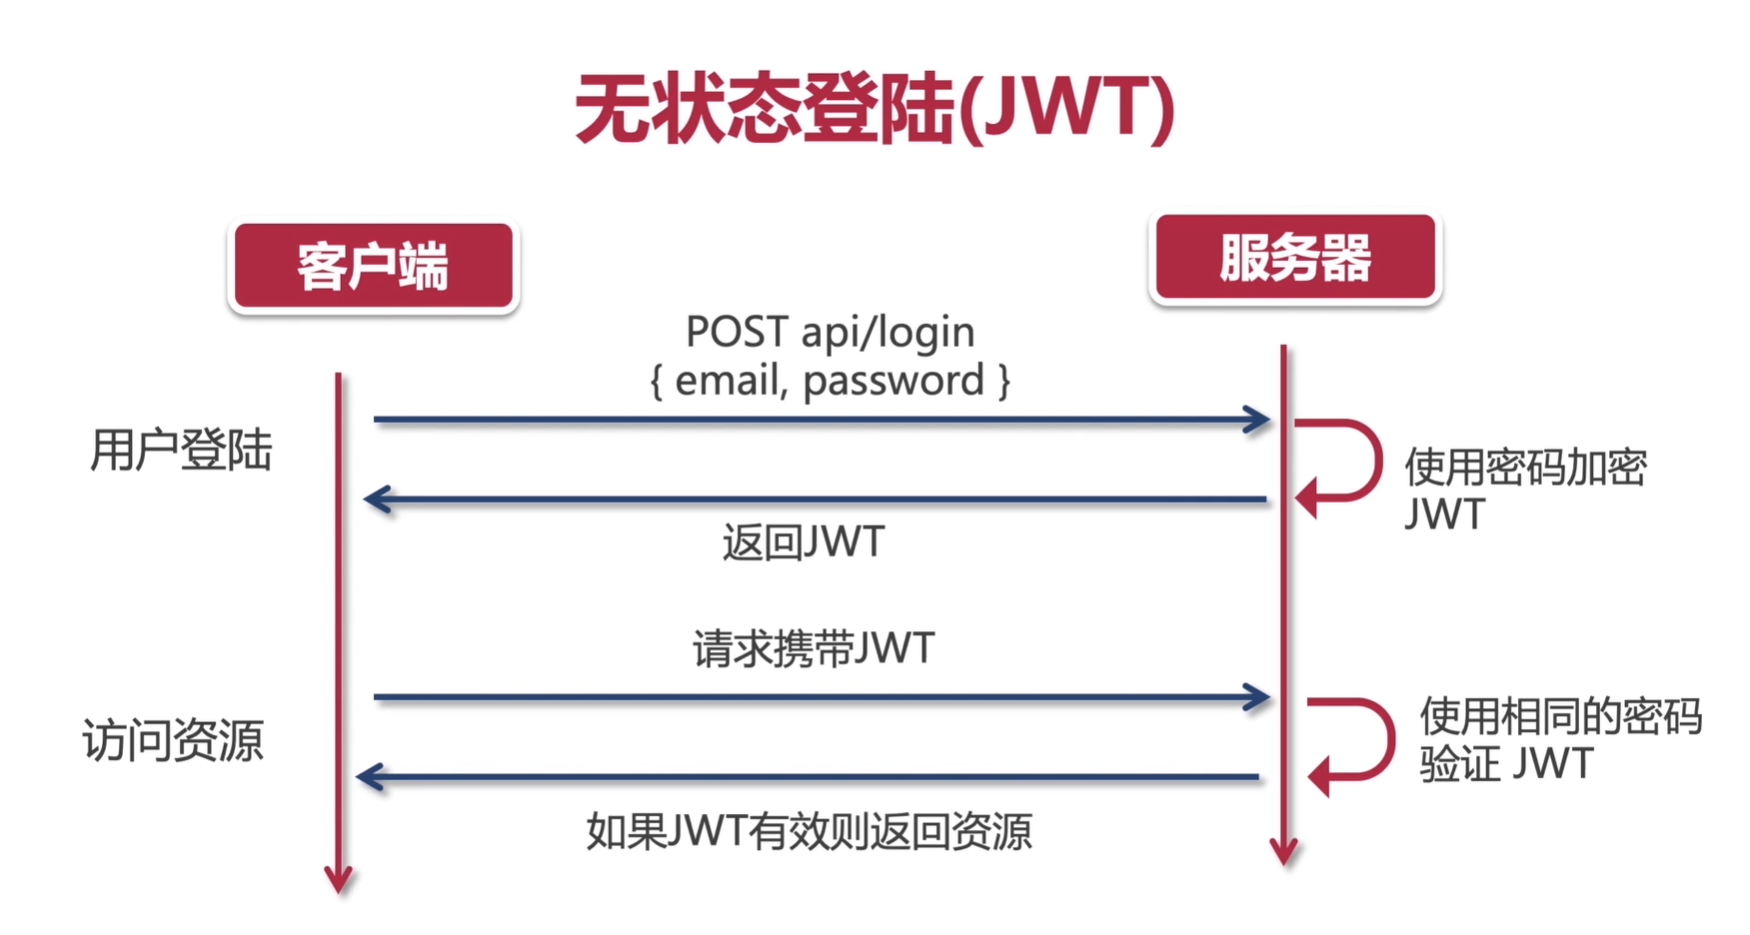 无状态登陆(JWT)
客户端
服务器
POST api/login
{ email, password }
用户登陆
使用密码加密
JWT
返回JWT
请求携带JWT
访问资源
使用相同的密码
验证 JWT
如果JWT有效则返回资源